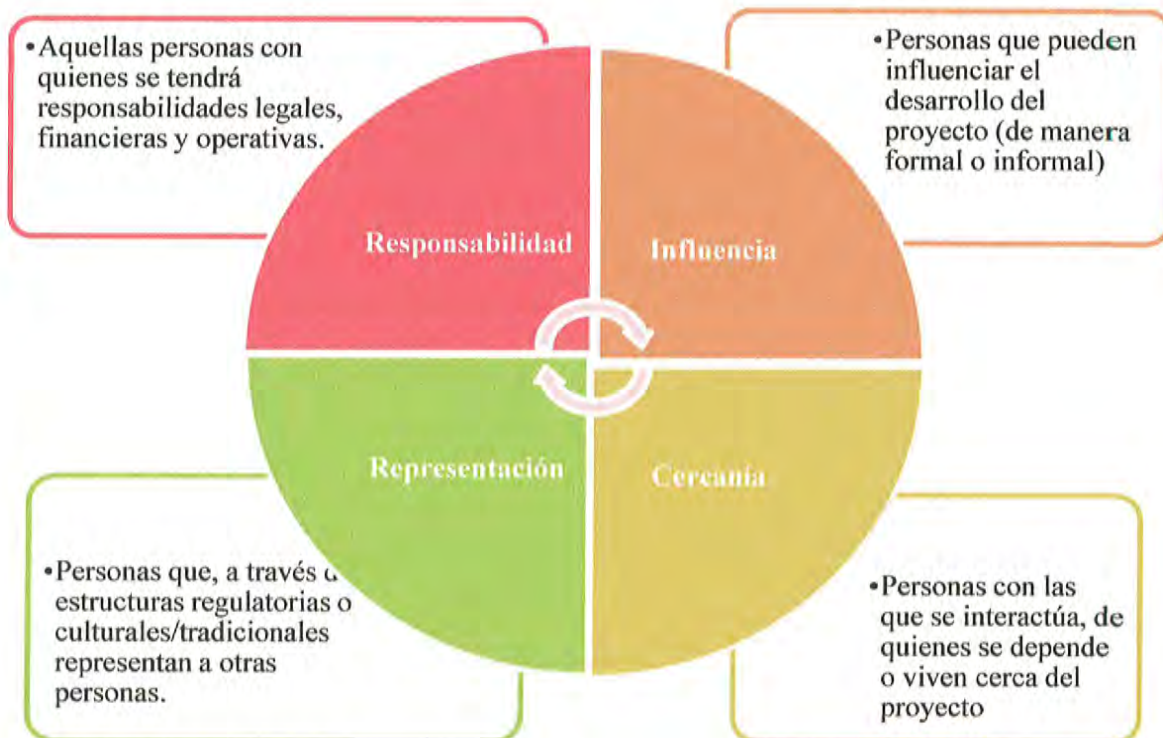 •Aquellas personas con
quienes se tendrá
responsabilidades legales,
financieras y operativas.
•Personas que pueden
influenciar el
desarrollo del
proyecto (de manera
formal o informal)
Responsabilidad
Influencia
Representación
Cercanía
•Personas que, a través
estructuras regulatorias o
culturales/tradicionales
representan a otras
personas.
•Personas con las
que se interactúa, de
quienes se depende
o viven cerca del
proyecto